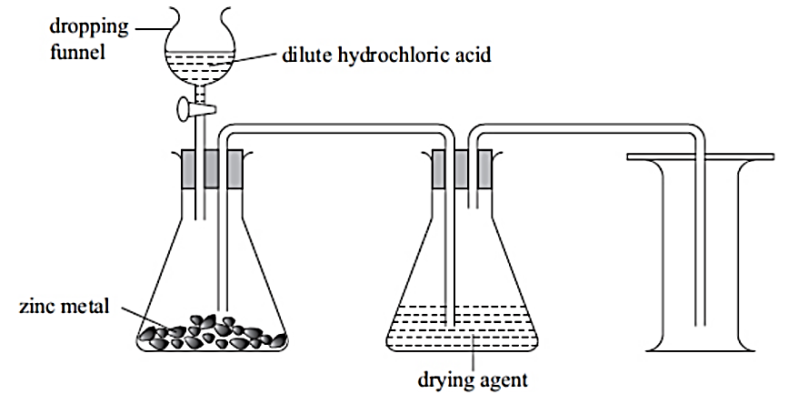 dropping
funnel
dilute hydrochloric acid
zinc metal
drying agent